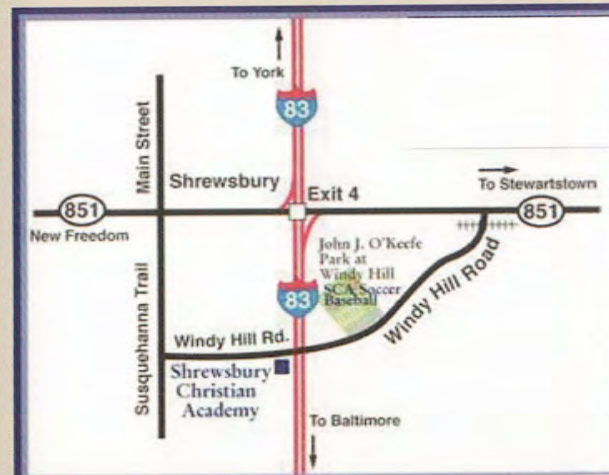 To York
83
Main Street
Shrewsbury
Exit 4
To Stewartstown
851
851
New Freedom
John J. O'Keefe
Park at
Windy Hill
SCA Soccer
Baseball
83
Susquehanna Trail
Windy Hill Rd.
Windy Hill Road
Shrewsbury
Christian
Academy
To Baltimore